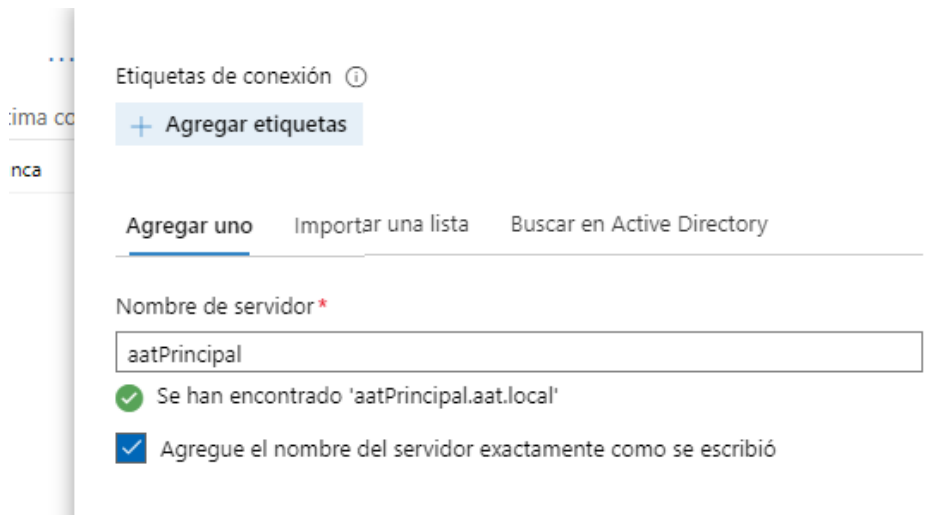 ...
Etiquetas de conexión
tima co
+ Agregar etiquetas
nca
Agregar uno Importar una lista Buscar en Active Directory
Nombre de servidor *
aatPrincipal
Se han encontrado 'aatPrincipal.aat.local'
Agregue el nombre del servidor exactamente como se escribió